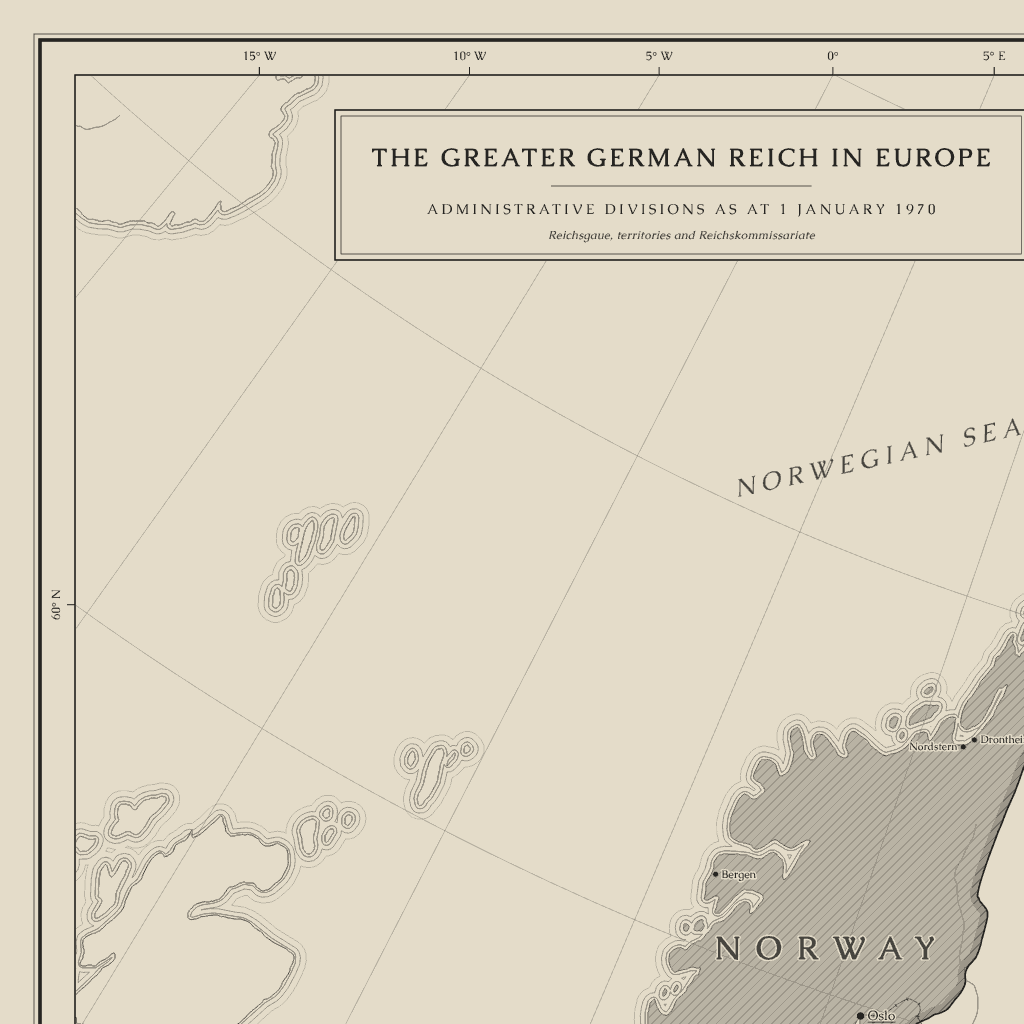 15° W
10° W
5° W
0°
5° E
THE GREATER GERMAN REICH IN EUROPE
ADMINISTRATIVE DIVISIONS AS AT 1 JANUARY 1970
Reichsgaue, territories and Reichskommissariate
NORWEGIAN SEA
60° N
Nordstern
Dronthei
Bergen
NORWAY
Oslo